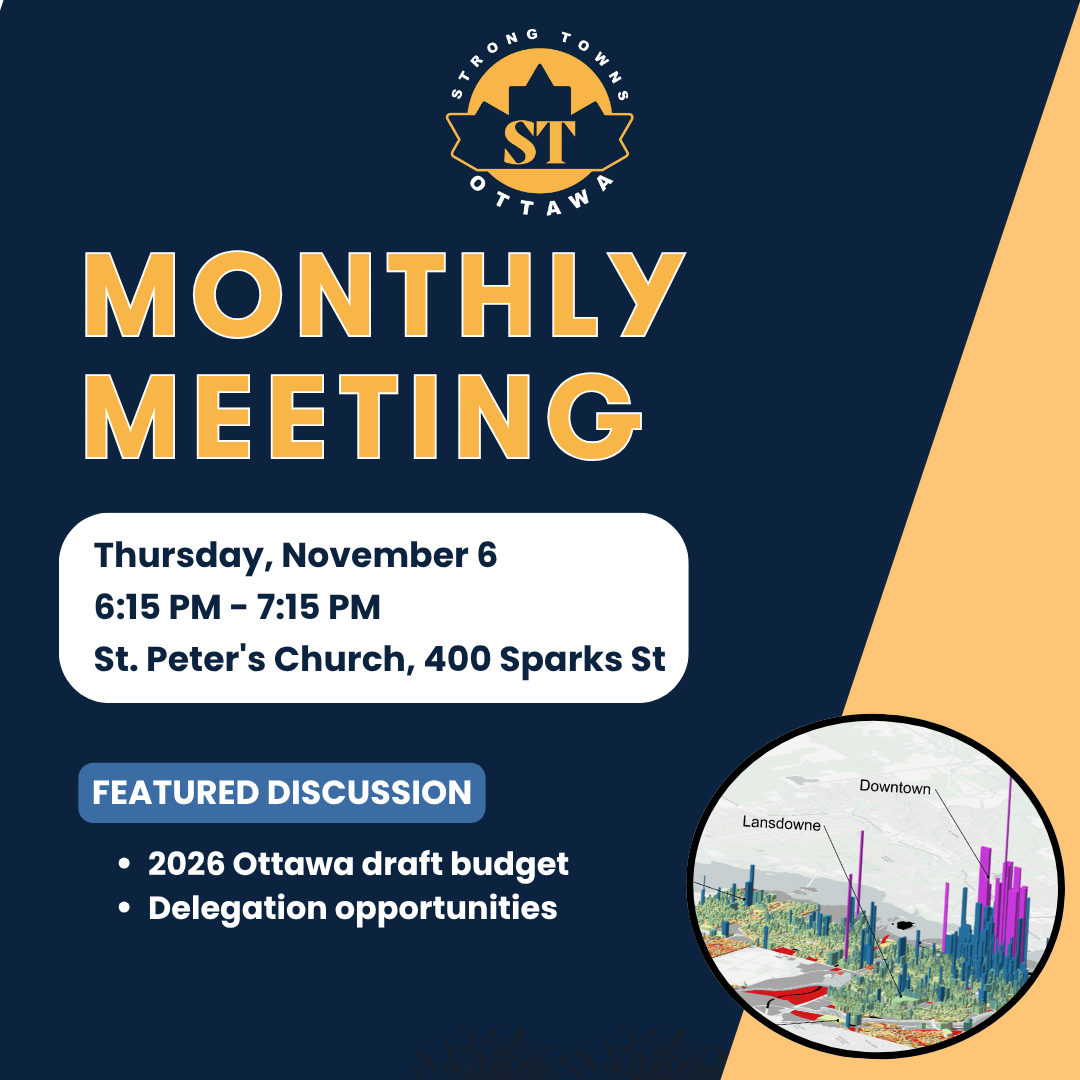 STRONG TOWNS
ST
OTTAWA
MONTHLY
MEETING
Thursday, November 6
6:15 PM - 7:15 PM
St. Peter's Church, 400 Sparks St
FEATURED DISCUSSION
• 2026 Ottawa draft budget
• Delegation opportunities
Downtown
Lansdowne